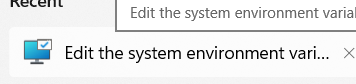 Recent
Edit the system environment varial
Edit the system environment vari...